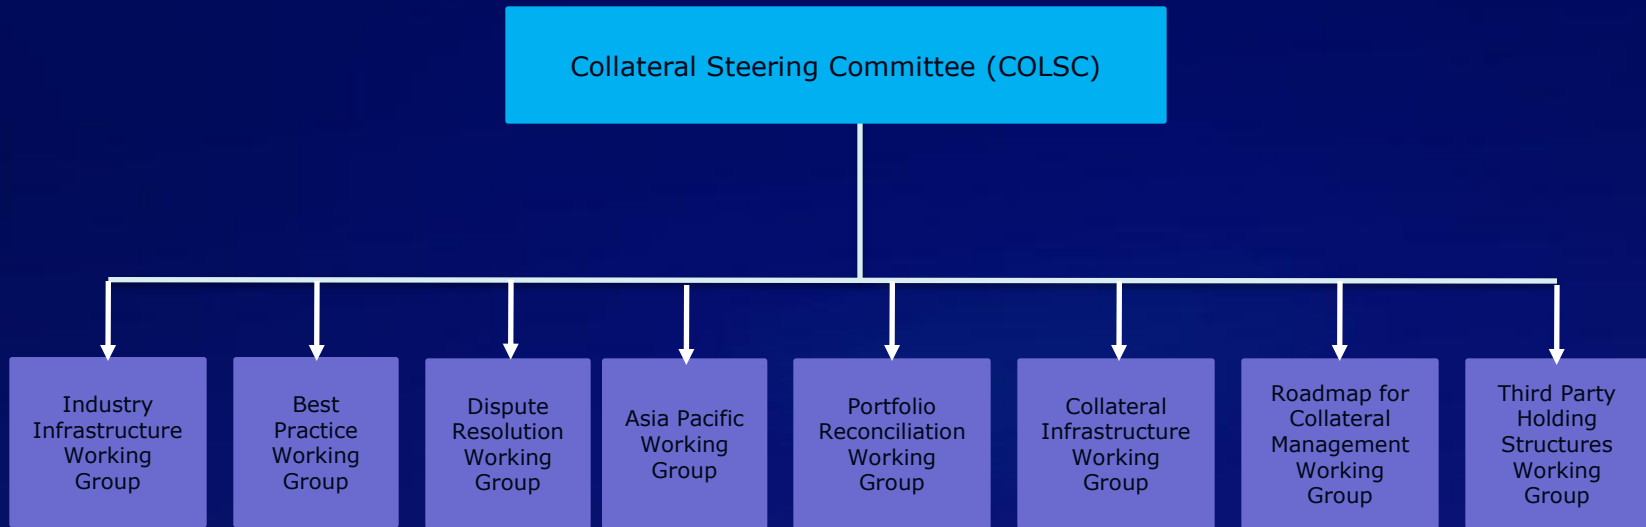 Collateral Steering Committee (COLSC)
Industry
Infrastructure
Working
Group
Best
Practice
Working
Group
Dispute
Resolution
Working
Group
Asia Pacific
Working
Group
Portfolio
Reconciliation
Working
Group
Collateral
Infrastructure
Working
Group
Roadmap for
Collateral
Management
Working
Group
Third Party
Holding
Structures
Working
Group